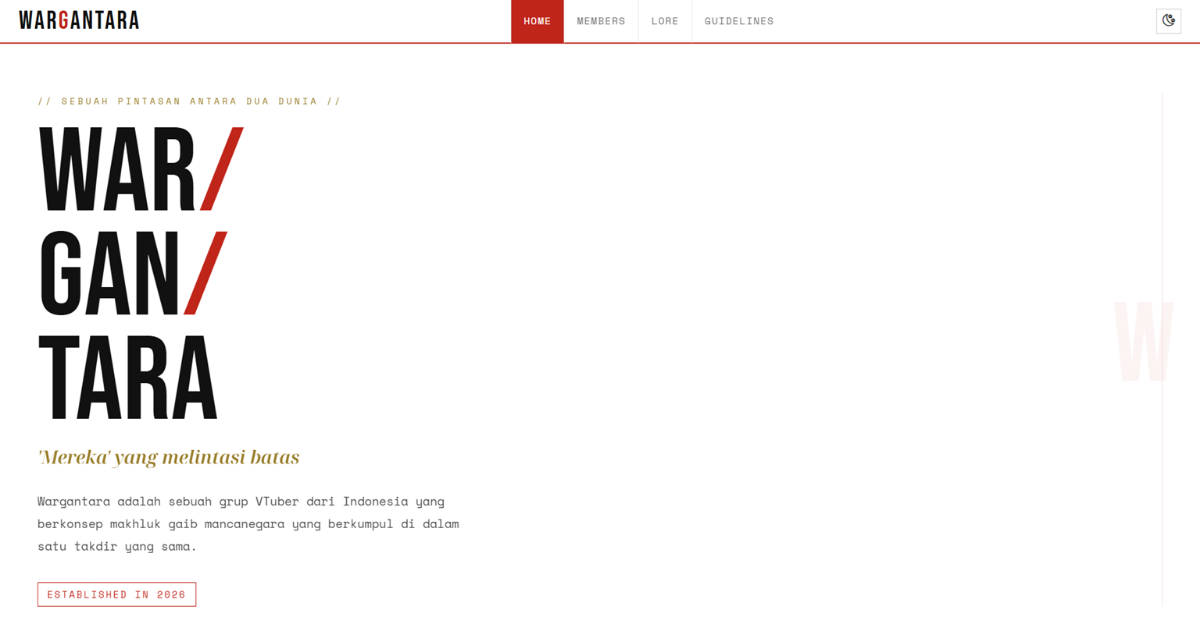 WARGANTARA
HOME
MEMBERS
LORE
GUIDELINES
// SEBUAH PINTASAN ANTARA DUA DUNIA //
WAR/
GAN/
TARA
W
'Mereka' yang melintasi batas
Wargantara adalah sebuah grup VTuber dari Indonesia yang
berkonsep makhluk gaib mancanegara yang berkumpul di dalam
satu takdir yang sama.
ESTABLISHED IN 2026